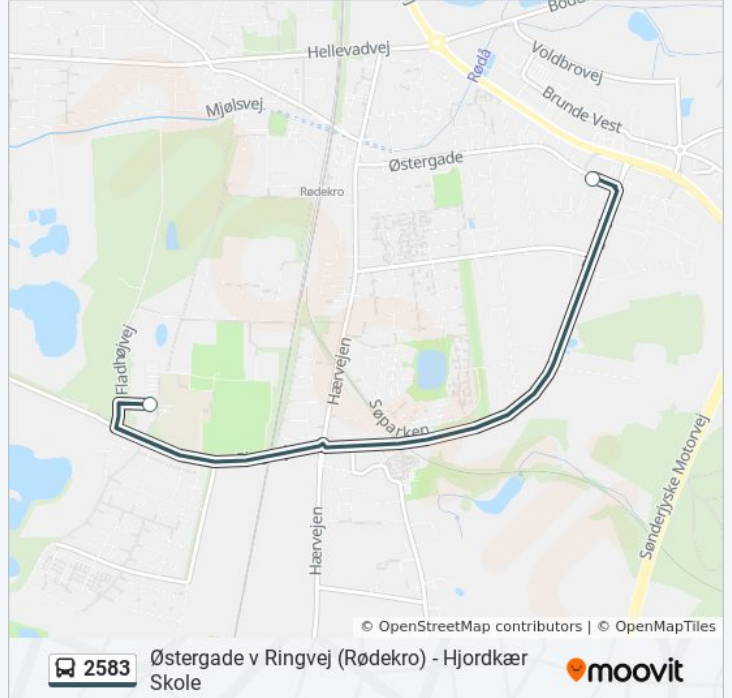 Bodu
Hellevadvej
Voldbrovej
Rødå
Brunde Vest
Mjølsvej
Østergade
Rødekro
Fladhøjvej
Hærvejen
Søparken
Sønderjyske Motorvej
Hærvejen
© OpenStreetMap contributors | © OpenMapTiles
2583
Østergade v Ringvej (Rødekro) - Hjordkær
Skole
moovit